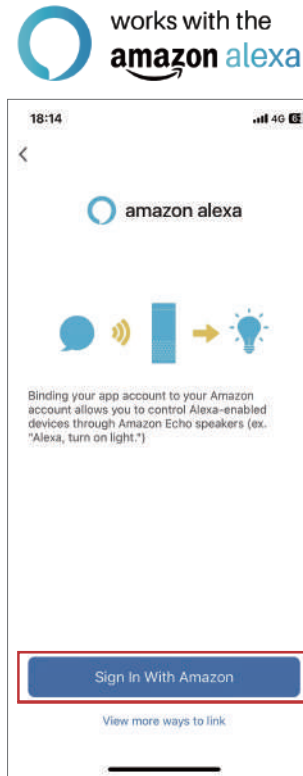 works with the
amazon alexa
18:14
4G
amazon alexa
Binding your app account to your Amazon
account allows you to control Alexa-enabled
devices through Amazon Echo speakers (ex.
"Alexa, turn on light.")
Sign In With Amazon
View more ways to link